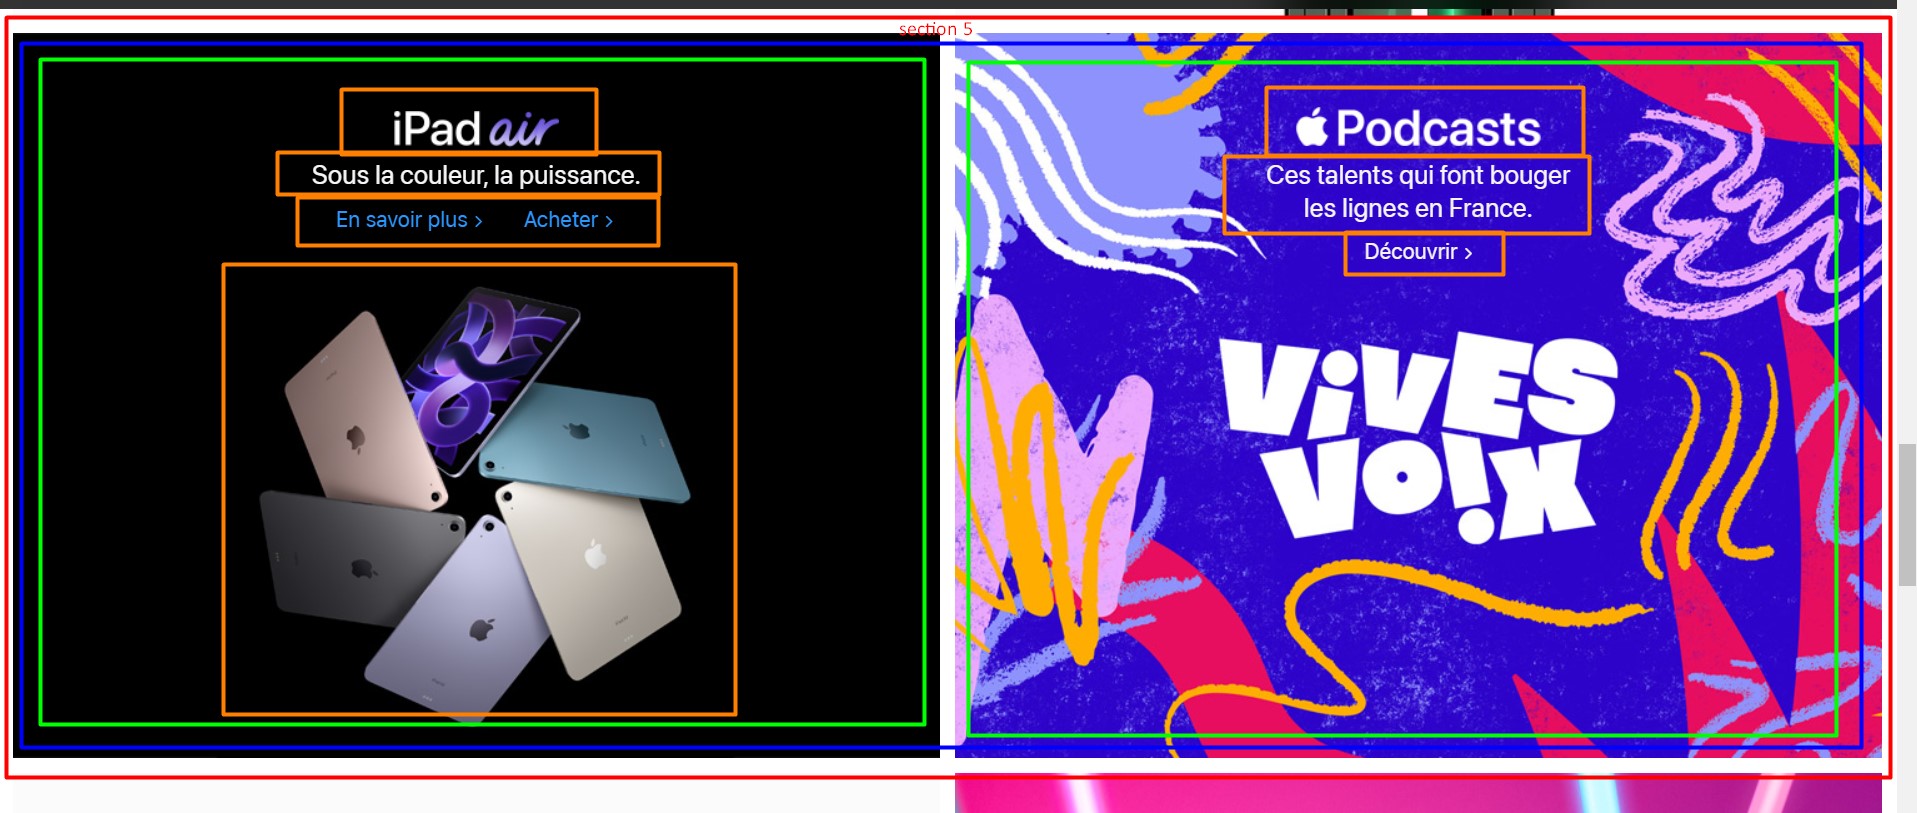 section 5
iPad air
Sous la couleur, la puissance.
En savoir plus > Acheter >
Podcasts
Ces talents qui font bouger
les lignes en France.
Découvrir >
ViVES
VO!X